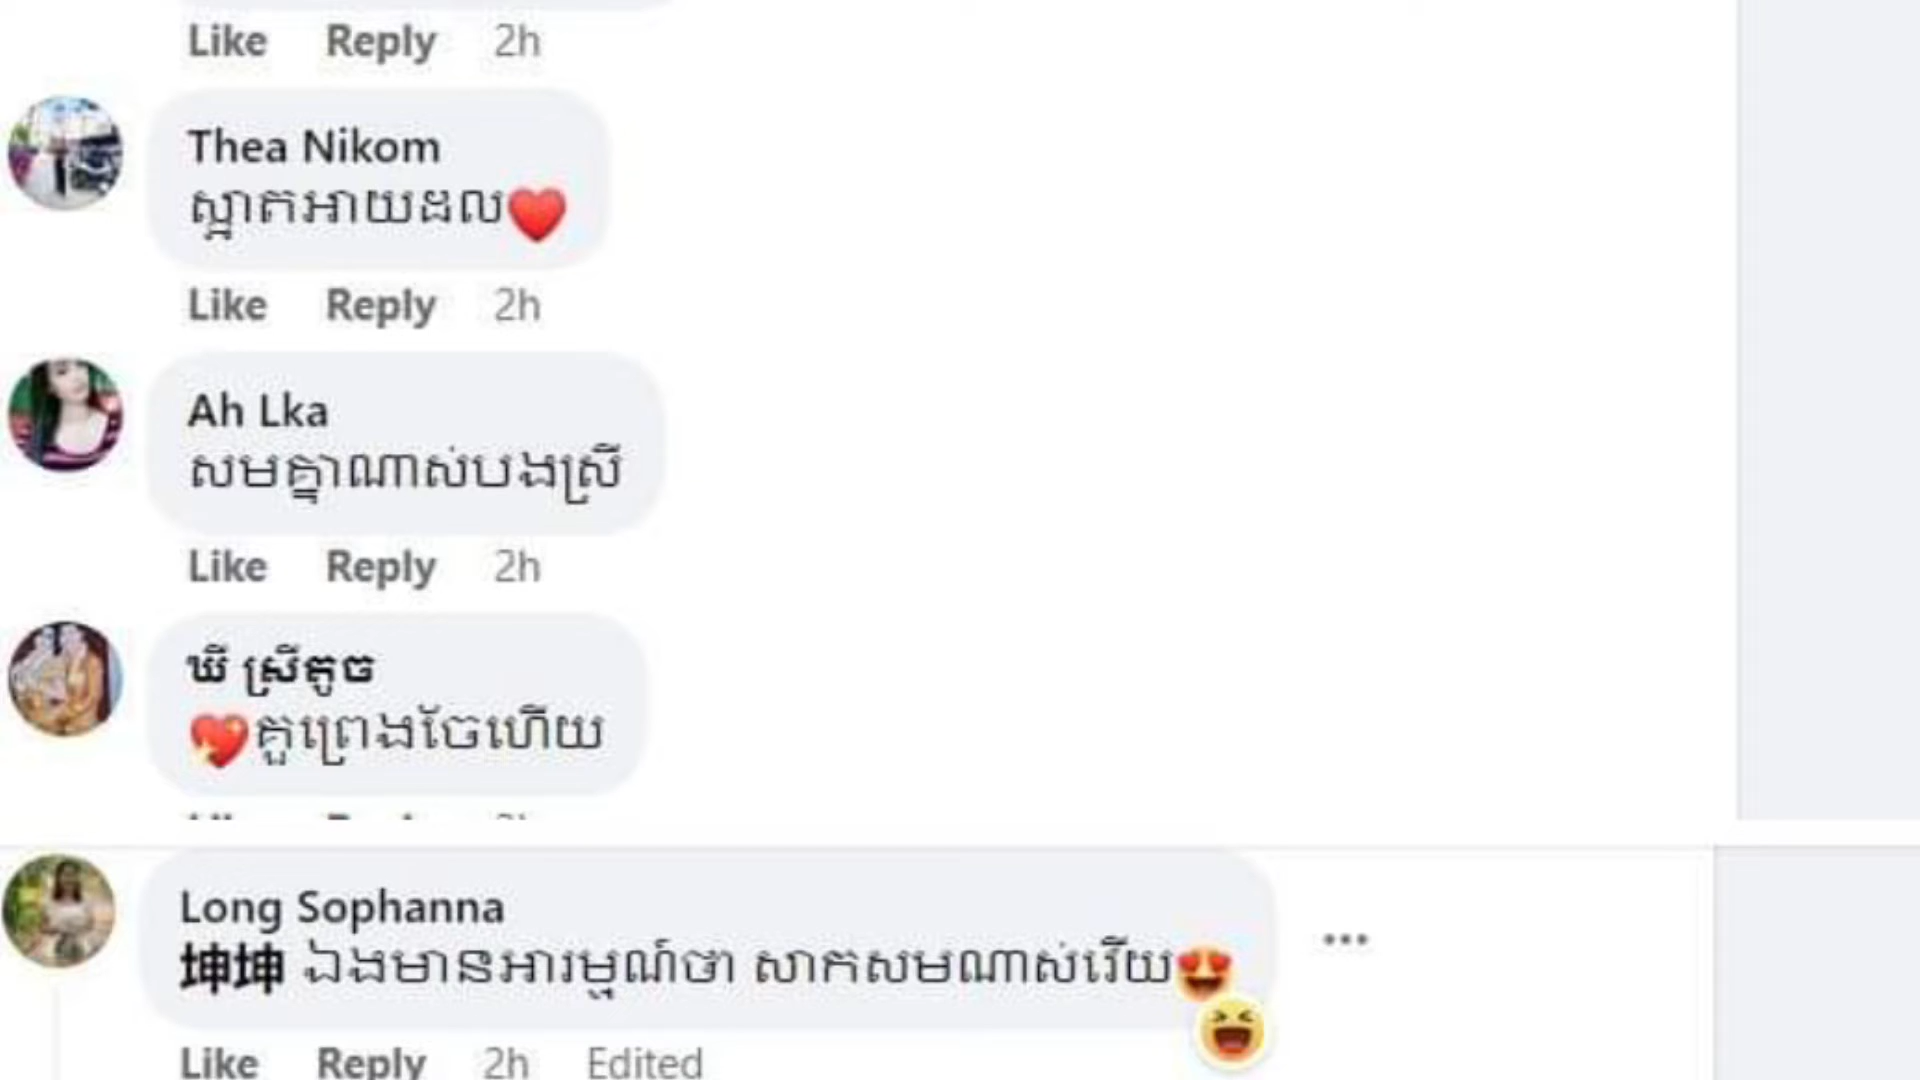 Like Reply 2h
Thea Nikom
ស្អាតអាយដល❤️
Like Reply 2h
Ah Lka
សមគ្នាណាស់បងស្រី
Like Reply 2h
ឃី ស្រីតូច
💖គួព្រេងចែហើយ
Long Sophanna
坤坤 ឯងមានអារម្មណ៍ថា សាកសមណាស់វើយ😍
Like Reply 2h Edited